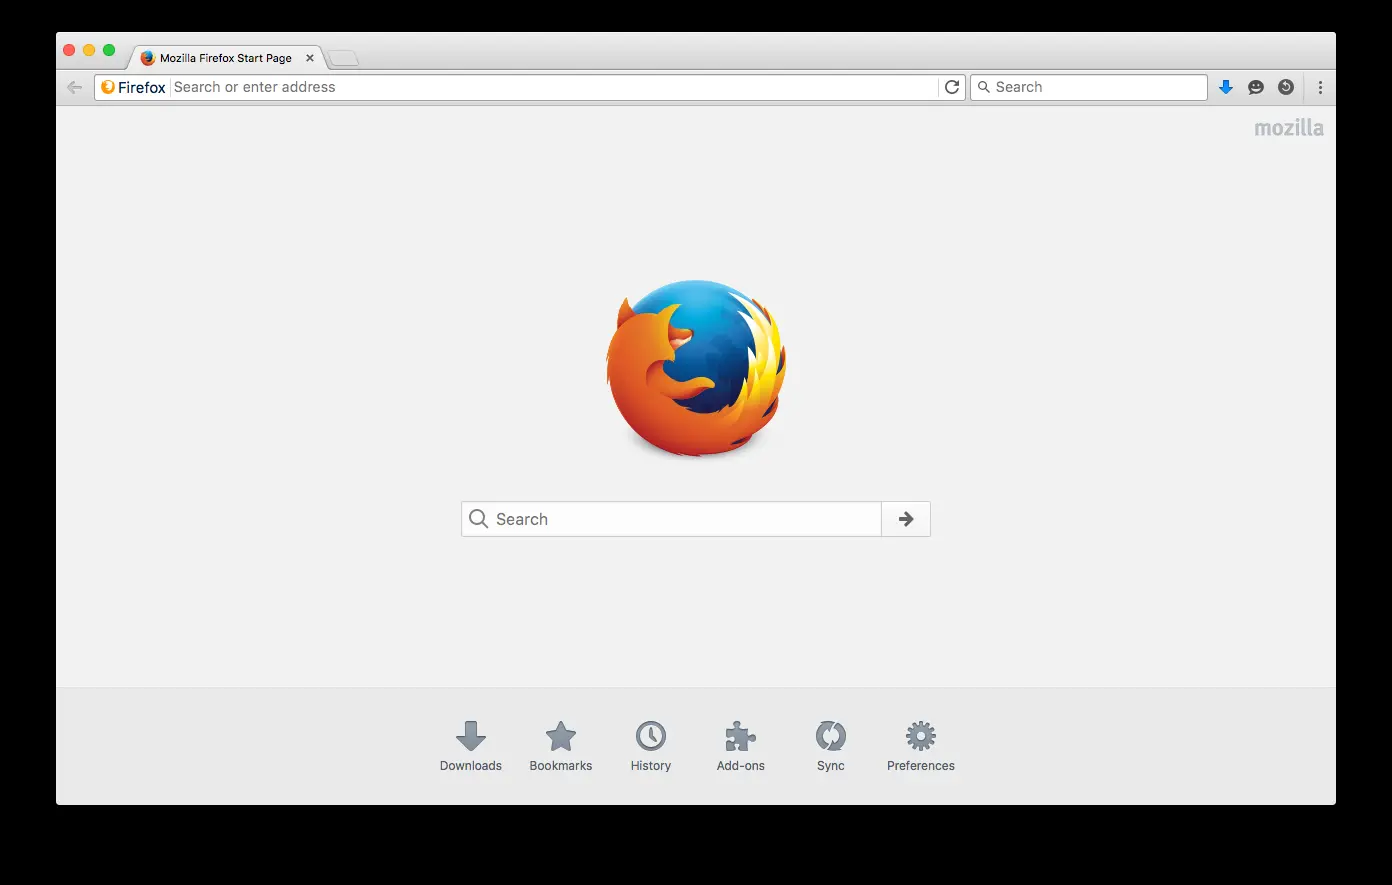 Mozilla Firefox Start Page
Firefox Search or enter address Search
mozilla
Search
Downloads Bookmarks History Add-ons Sync Preferences